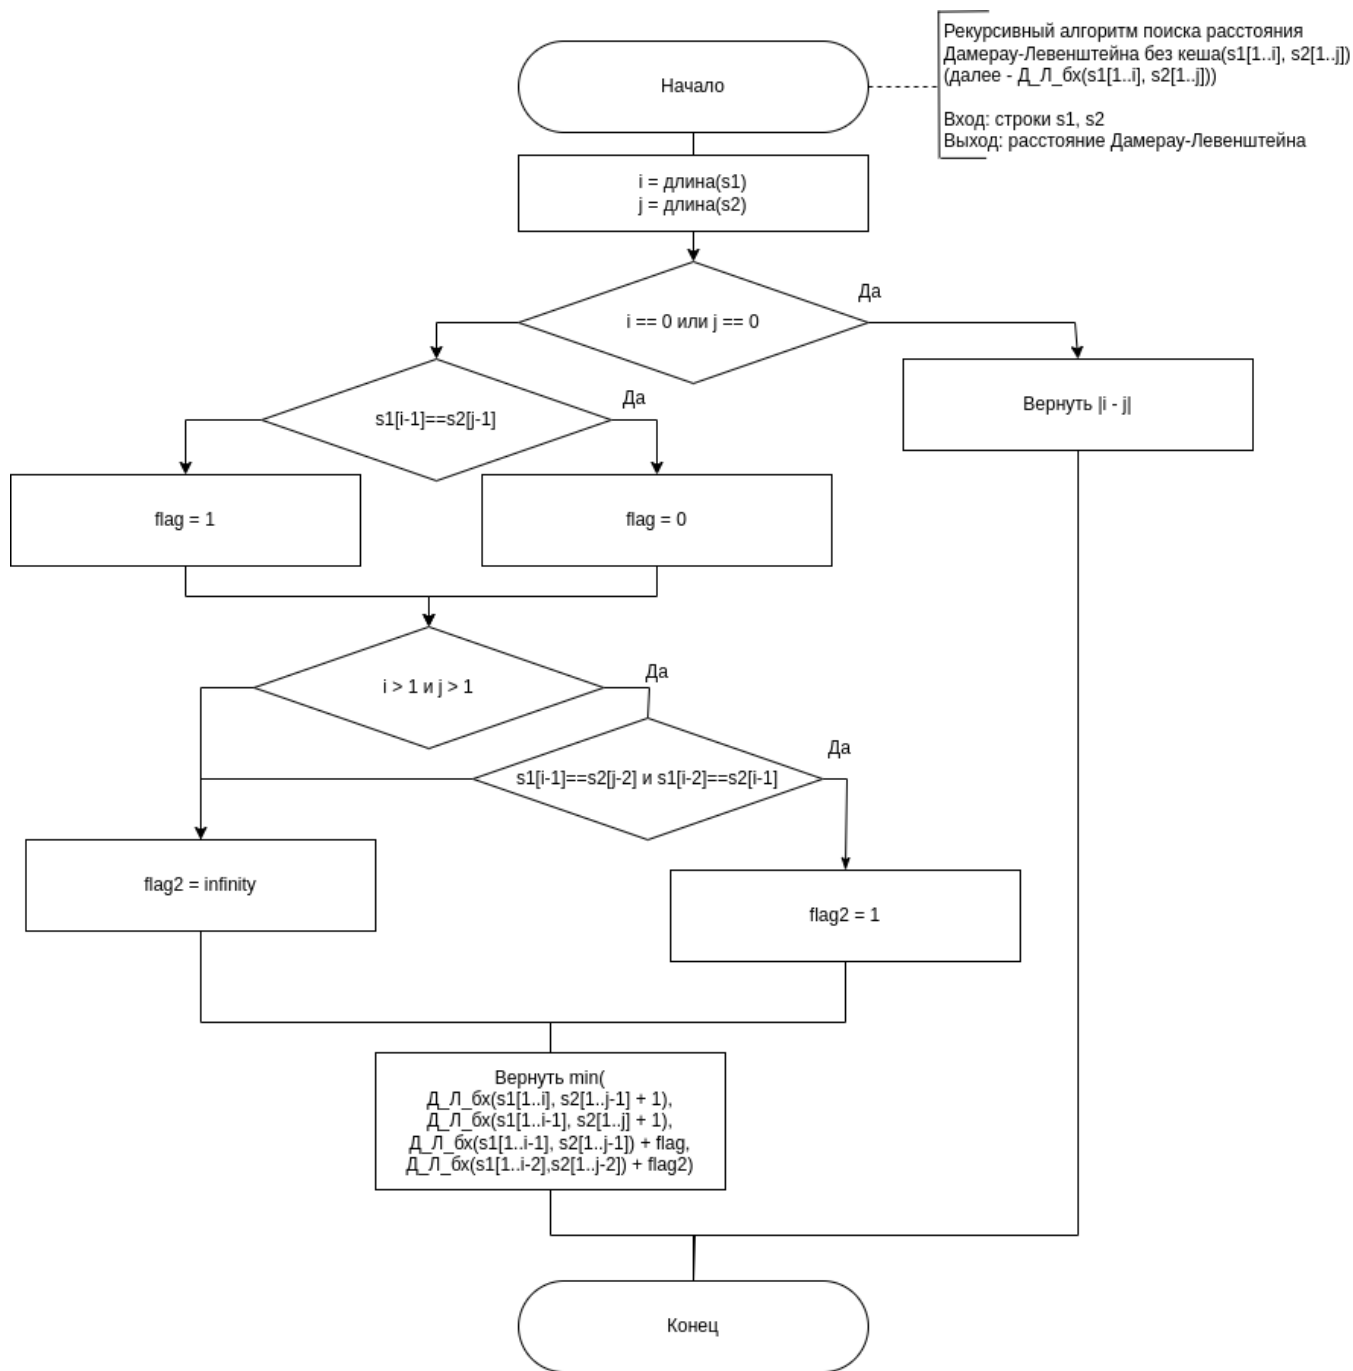 Рекурсивный алгоритм поиска расстояния
Дамерау-Левенштейна без кеша(s1[1..i], s2[1..j])
(далее - Д_Л_бх(s1[1..i], s2[1..j]))
Вход: строки s1, s2
Выход: расстояние Дамерау-Левенштейна
Начало
i = длина(s1)
j = длина(s2)
Да
i == 0 или j == 0
Вернуть |i - j|
Да
s1[i-1]==s2[j-1]
flag = 1
flag = 0
Да
i > 1 и j > 1
Да
s1[i-1]==s2[j-2] и s1[i-2]==s2[i-1]
flag2 = infinity
flag2 = 1
Вернуть min(
Д_Л_бх(s1[1..i], s2[1..j-1] + 1),
Д_Л_бх(s1[1..i-1], s2[1..j] + 1),
Д_Л_бх(s1[1..i-1], s2[1..j-1]) + flag,
Д_Л_бх(s1[1..i-2],s2[1..j-2]) + flag2)
Конец